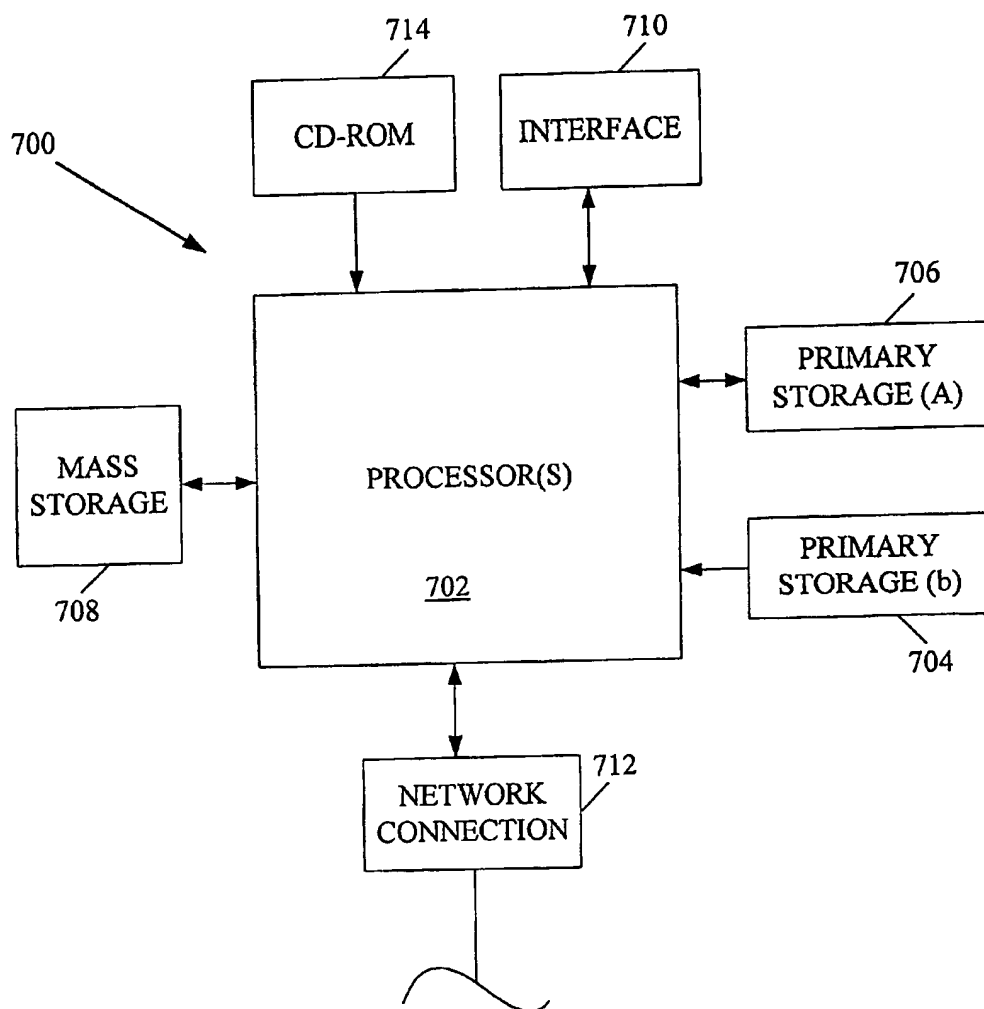 714
710
CD-ROM
INTERFACE
700
706
PRIMARY
STORAGE (A)
MASS
STORAGE
PROCESSOR(S)
PRIMARY
STORAGE (b)
702
708
704
712
NETWORK
CONNECTION